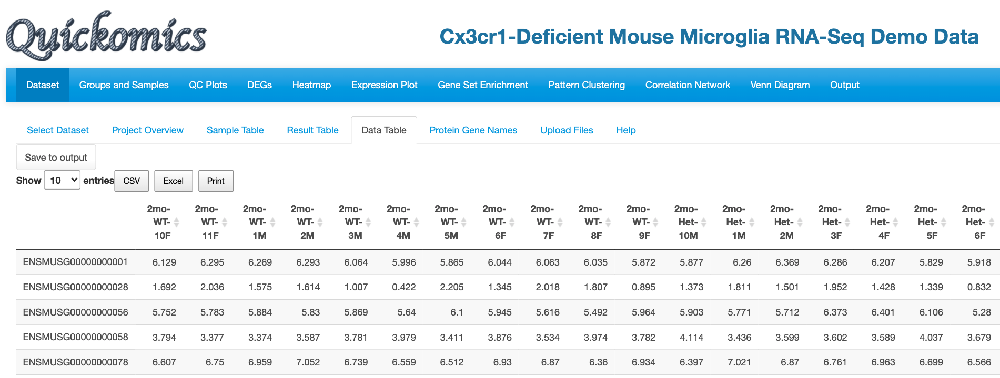 Quickomics
Cx3cr1-Deficient Mouse Microglia RNA-Seq Demo Data
Dataset Groups and Samples QC Plots DEGs Heatmap Expression Plot Gene Set Enrichment Pattern Clustering Correlation Network Venn Diagram Output
Select Dataset Project Overview Sample Table Result Table Data Table Protein Gene Names Upload Files Help
Save to output
Show 10 entries CSV Excel Print
2mo- 2mo- 2mo- 2mo- 2mo- 2mo- 2mo- 2mo- 2mo- 2mo- 2mo- 2mo- 2mo- 2mo- 2mo- 2mo- 2mo- 2mo-
WT- WT- WT- WT- WT- WT- WT- WT- WT- WT- WT- Het- Het- Het- Het- Het- Het- Het-
10F 11F 1M 2M 3M 4M 5M 6F 7F 8F 9F 10M 1M 2M 3F 4F 5F 6F
ENSMUSG00000000001 6.129 6.295 6.269 6.293 6.064 5.996 5.865 6.044 6.063 6.035 5.872 5.877 6.26 6.369 6.286 6.207 5.829 5.918
ENSMUSG00000000028 1.692 2.036 1.575 1.614 1.007 0.422 2.205 1.345 2.018 1.807 0.895 1.373 1.811 1.501 1.952 1.428 1.339 0.832
ENSMUSG00000000056 5.752 5.783 5.884 5.83 5.869 5.64 6.1 5.945 5.616 5.492 5.964 5.903 5.771 5.712 6.373 6.401 6.106 5.28
ENSMUSG00000000058 3.794 3.377 3.374 3.587 3.781 3.979 3.411 3.876 3.534 3.974 3.782 4.114 3.436 3.599 3.602 3.589 4.037 3.679
ENSMUSG00000000078 6.607 6.75 6.959 7.052 6.739 6.559 6.512 6.93 6.87 6.36 6.934 6.397 7.021 6.87 6.761 6.963 6.699 6.566